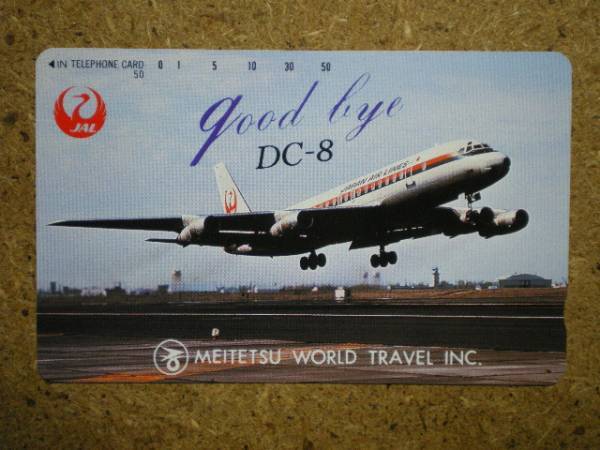 ◀IN TELEPHONE CARD 0 1 5 10 30 50
50
JAL
good bye
DC-8
JAPAN AIR LINES
MEITETSU WORLD TRAVEL INC.